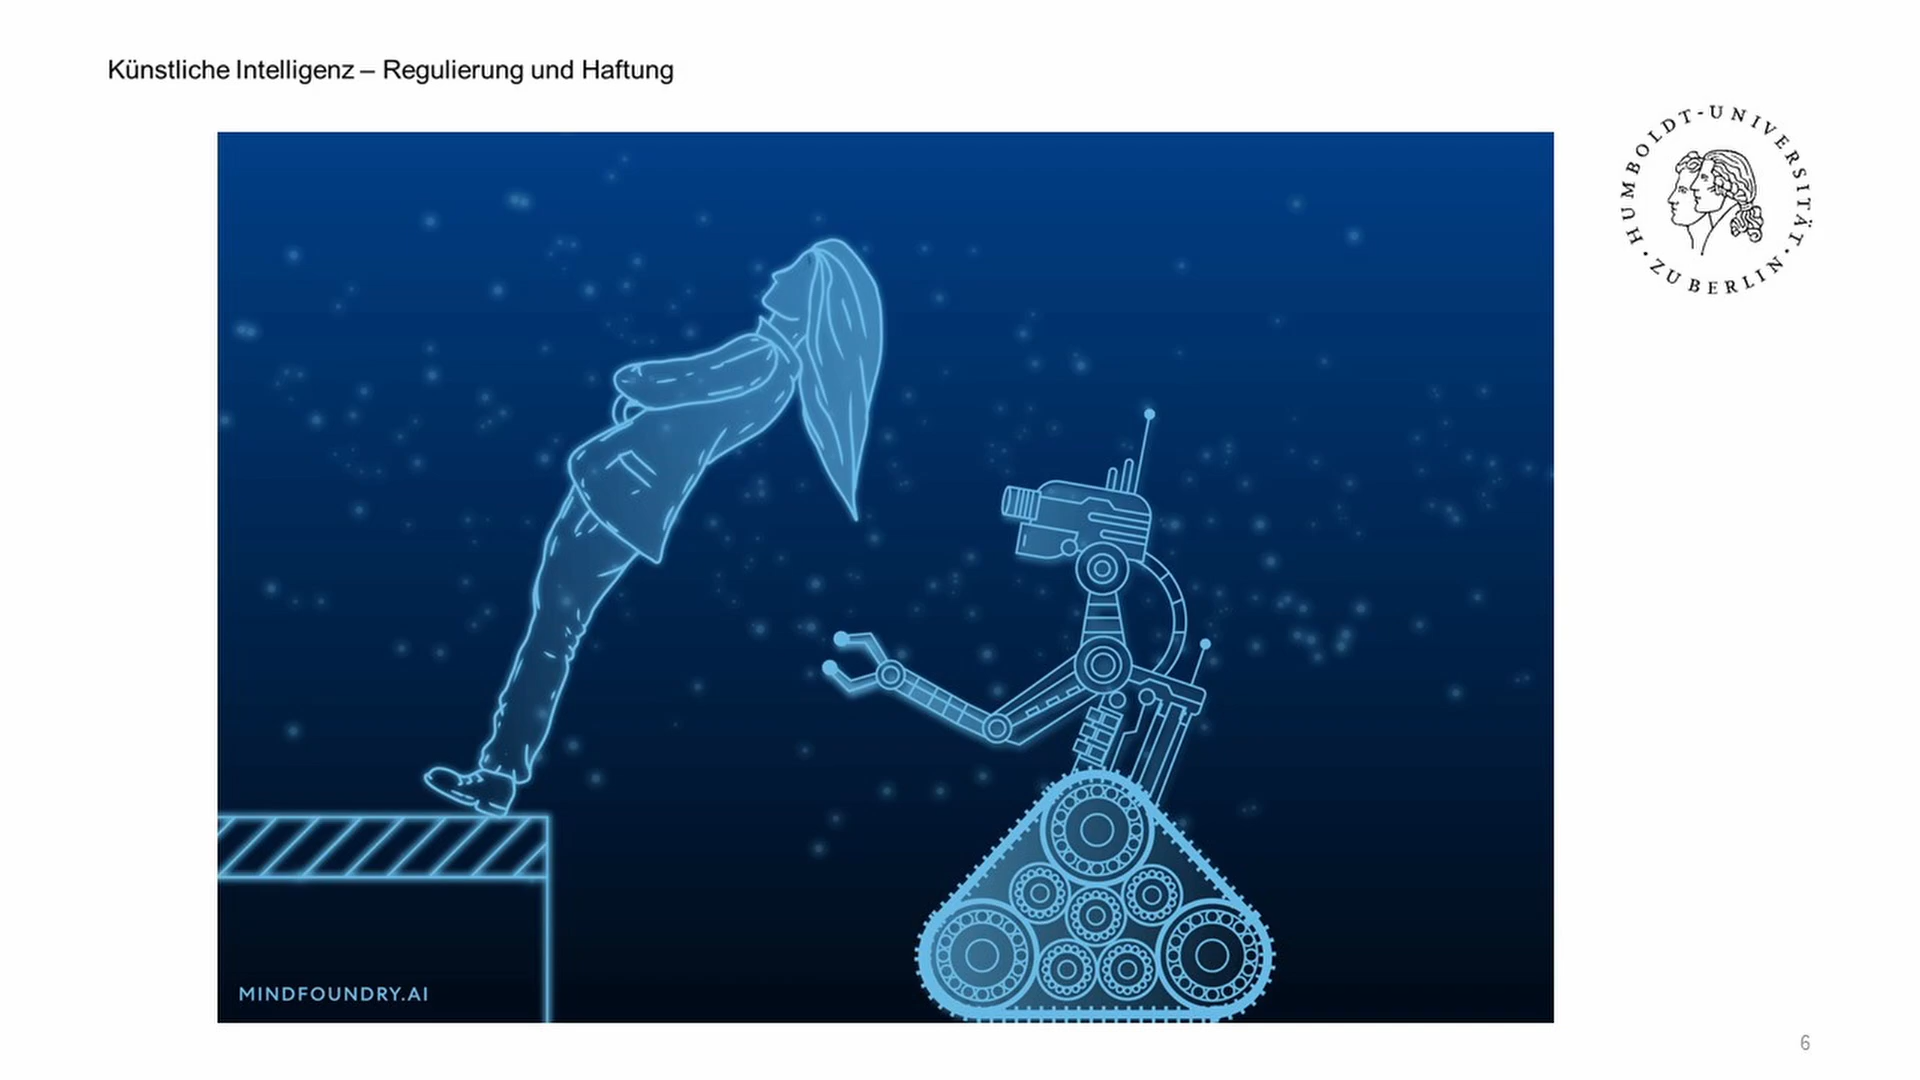 Künstliche Intelligenz – Regulierung und Haftung
HUMBOLDT-UNIVERSITÄT · ZU BERLIN ·
MINDFOUNDRY.AI
6